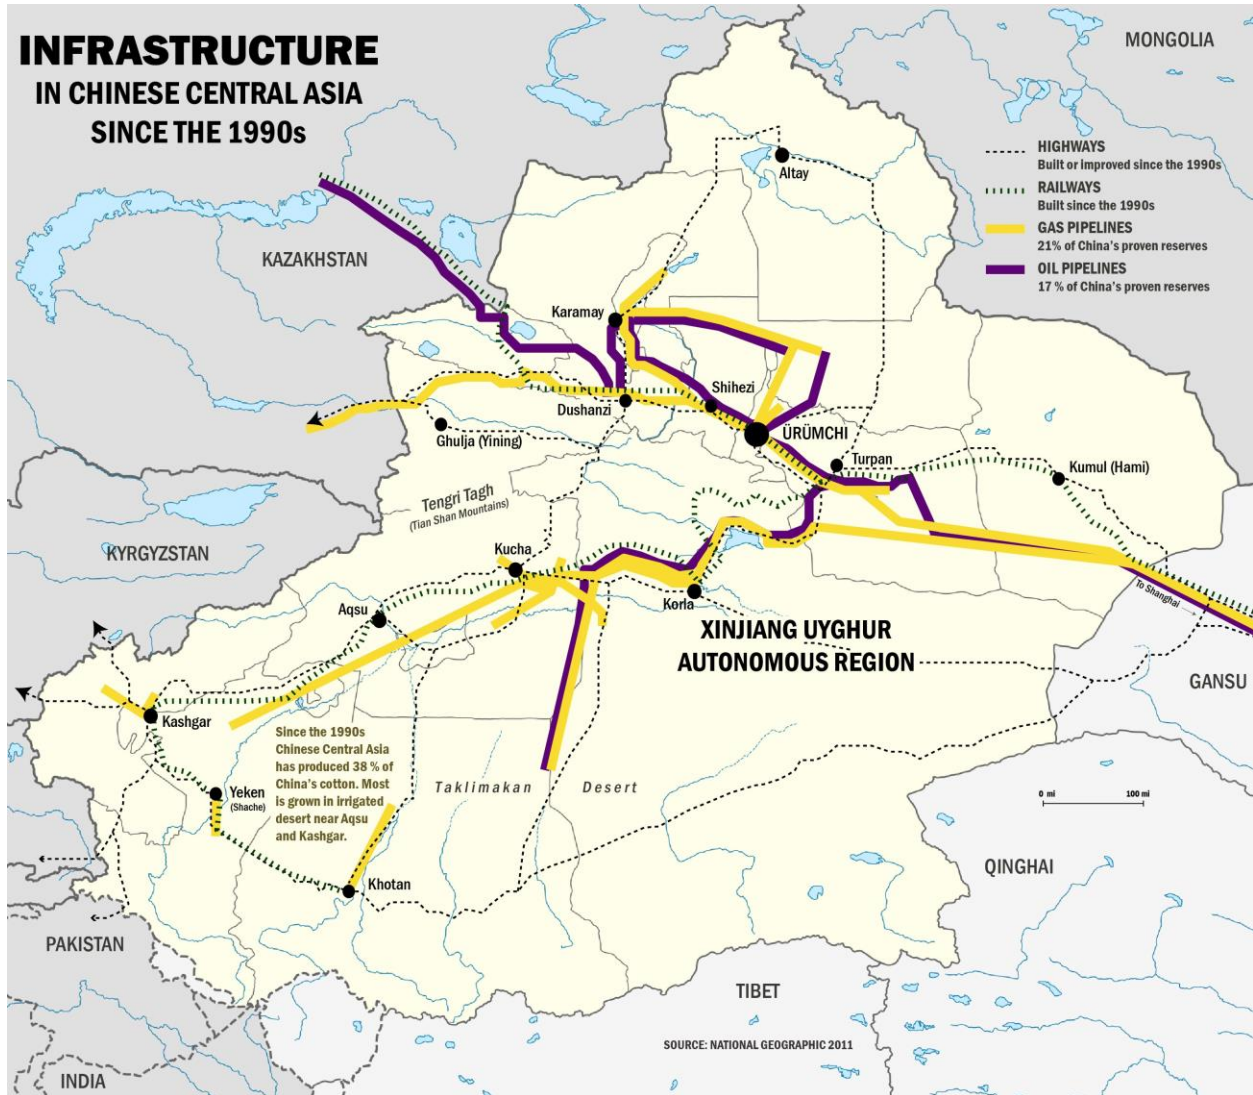 INFRASTRUCTURE
IN CHINESE CENTRAL ASIA
SINCE THE 1990s
MONGOLIA
HIGHWAYS
Built or improved since the 1990s
RAILWAYS
Built since the 1990s
GAS PIPELINES
21% of China's proven reserves
OIL PIPELINES
17 % of China's proven reserves
Altay
KAZAKHSTAN
Karamay
Shihezi
Dushanzi
ÜRÜMCHI
Ghulja (Yining)
Turpan
Kumul (Hami)
Tengri Tagh
(Tian Shan Mountains)
KYRGYZSTAN
Kucha
Aqsu
Korla
To Shanghai
XINJIANG UYGHUR
AUTONOMOUS REGION
GANSU
Kashgar
Since the 1990s
Chinese Central Asia
has produced 38 % of
China's cotton. Most
is grown in irrigated
desert near Aqsu
and Kashgar.
Yeken
(Shache)
Taklimakan Desert
0 mi 100 mi
Khotan
QINGHAI
PAKISTAN
TIBET
SOURCE: NATIONAL GEOGRAPHIC 2011
INDIA